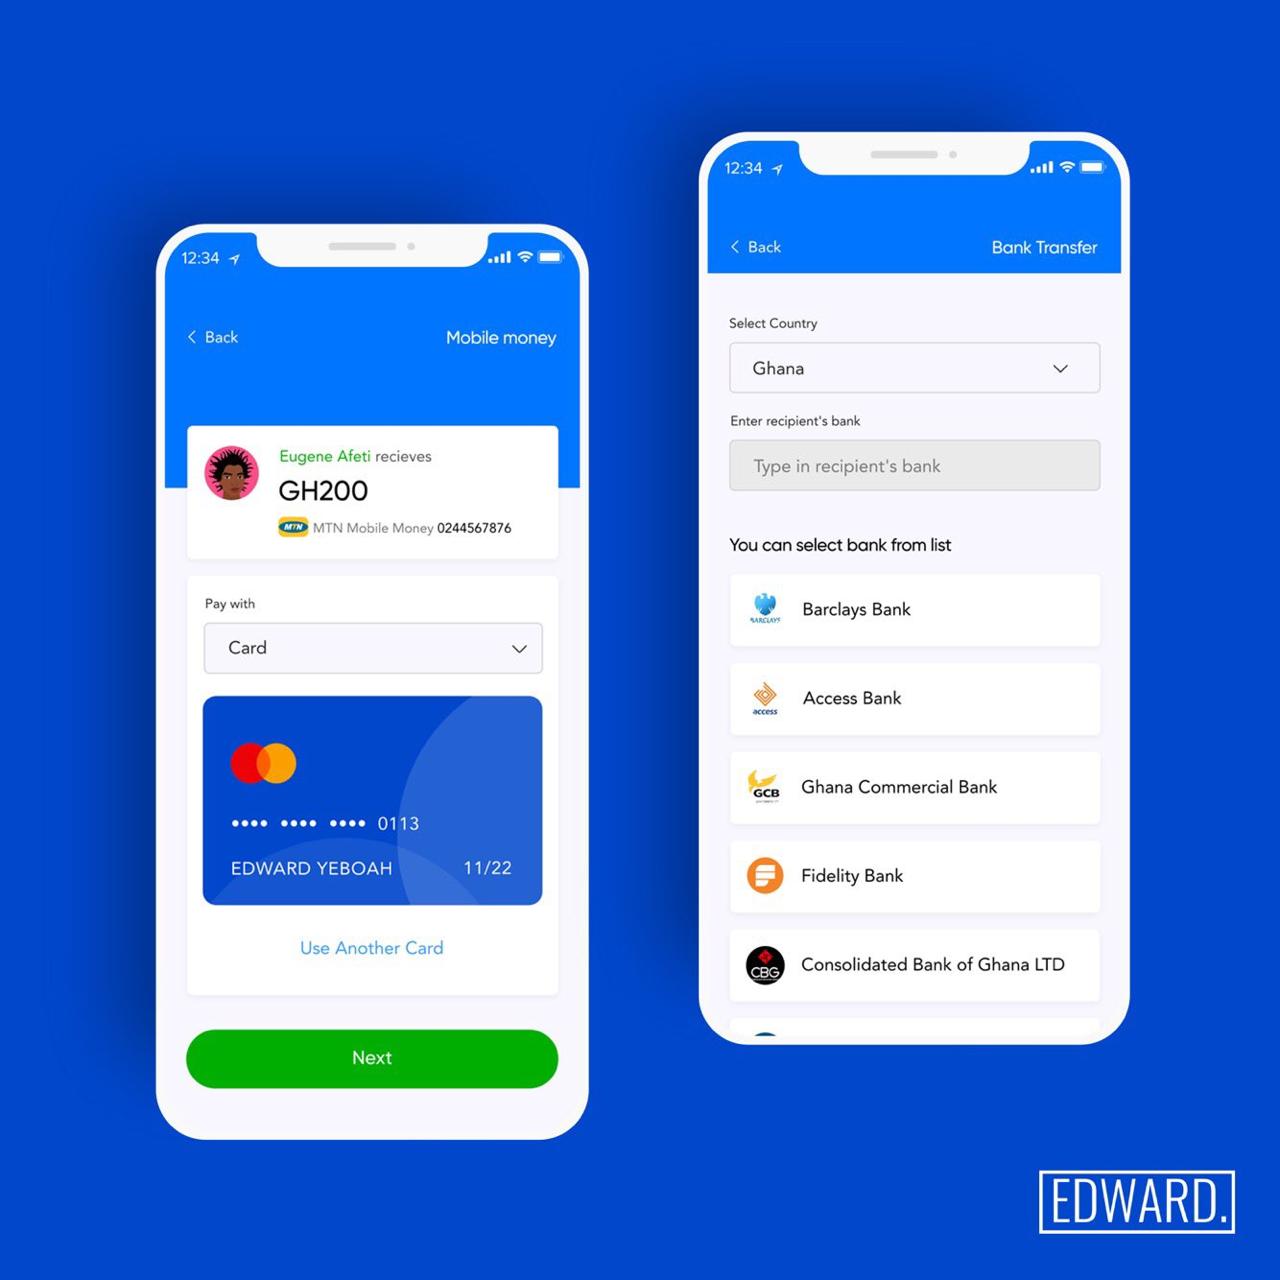 12:34
Back
Mobile money
Eugene Afeti recieves
GH200
MTN MTN Mobile Money 0244567876
Pay with
Card
•••• •••• •••• 0113
EDWARD YEBOAH 11/22
Use Another Card
Next
12:34
Back
Bank Transfer
Select Country
Ghana
Enter recipient's bank
Type in recipient's bank
You can select bank from list
BARCLAYS Barclays Bank
access Access Bank
GCB Ghana Commercial Bank
Fidelity Bank
CBG Consolidated Bank of Ghana LTD
EDWARD.